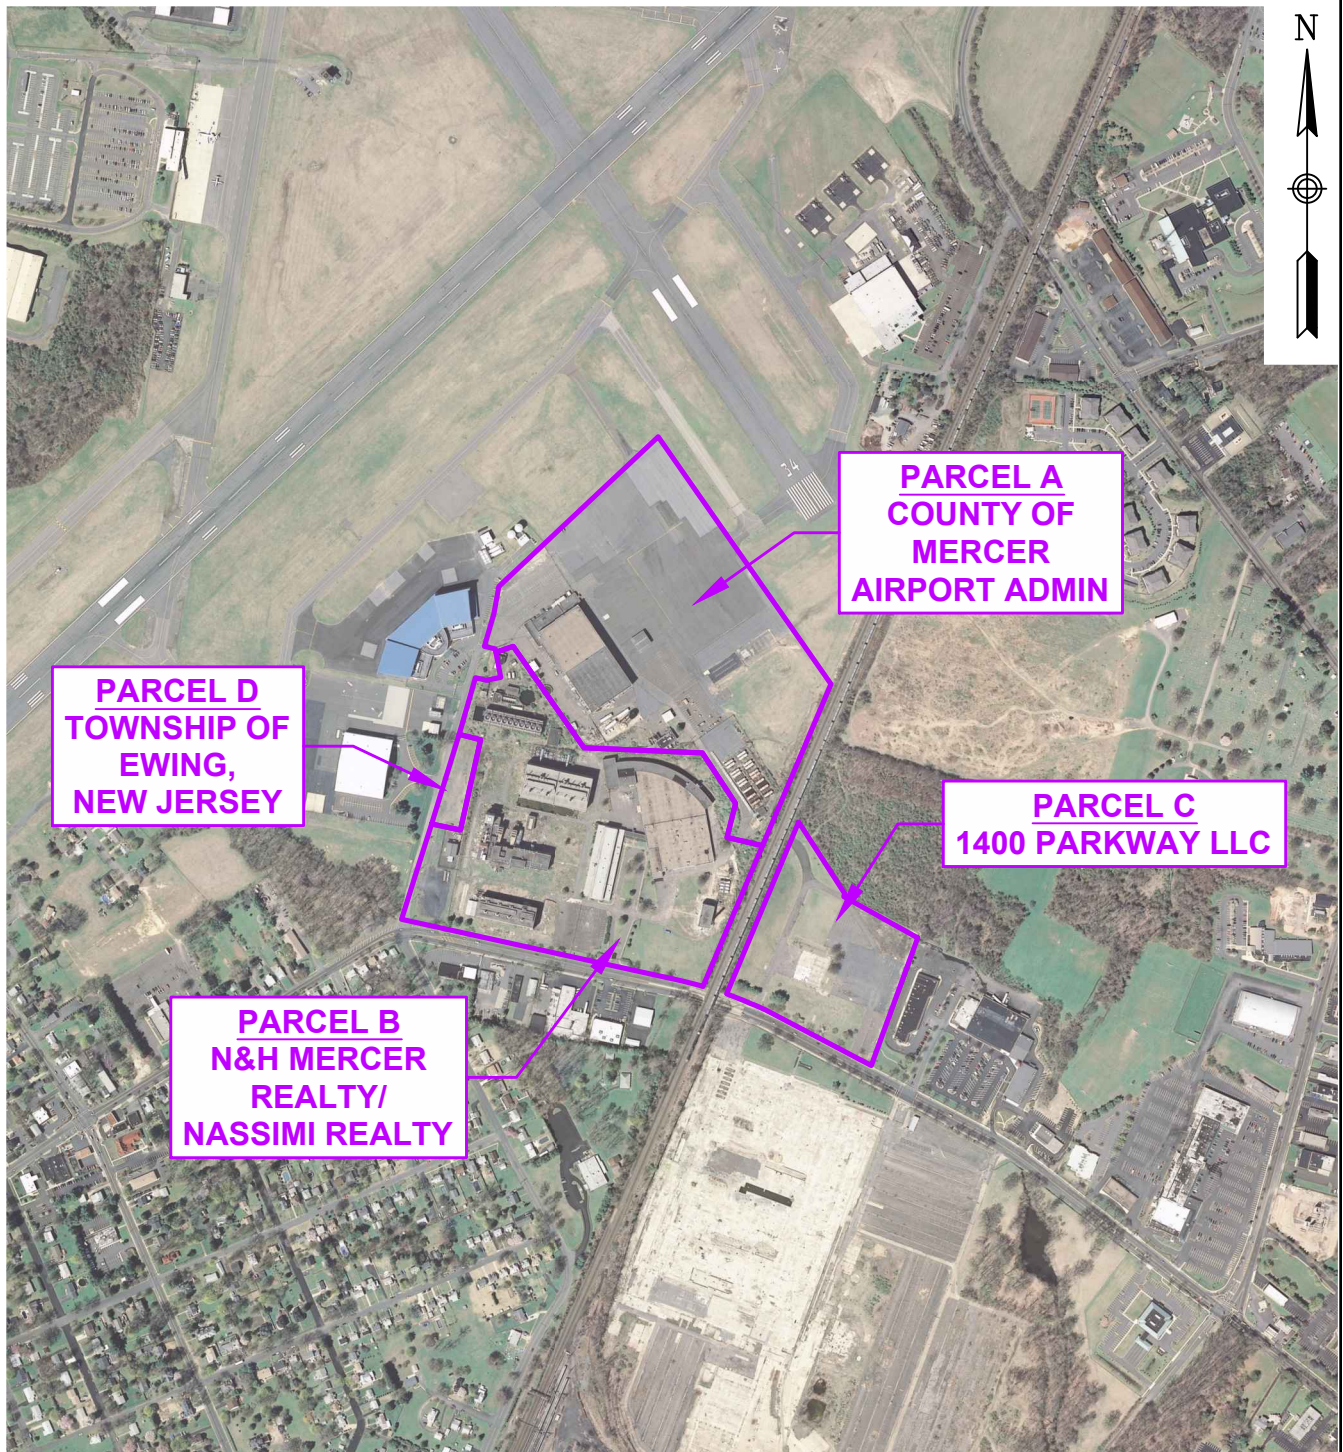 N
34
PARCEL A
COUNTY OF
MERCER
AIRPORT ADMIN
PARCEL D
TOWNSHIP OF
EWING,
NEW JERSEY
PARCEL C
1400 PARKWAY LLC
PARCEL B
N&H MERCER
REALTY/
NASSIMI REALTY